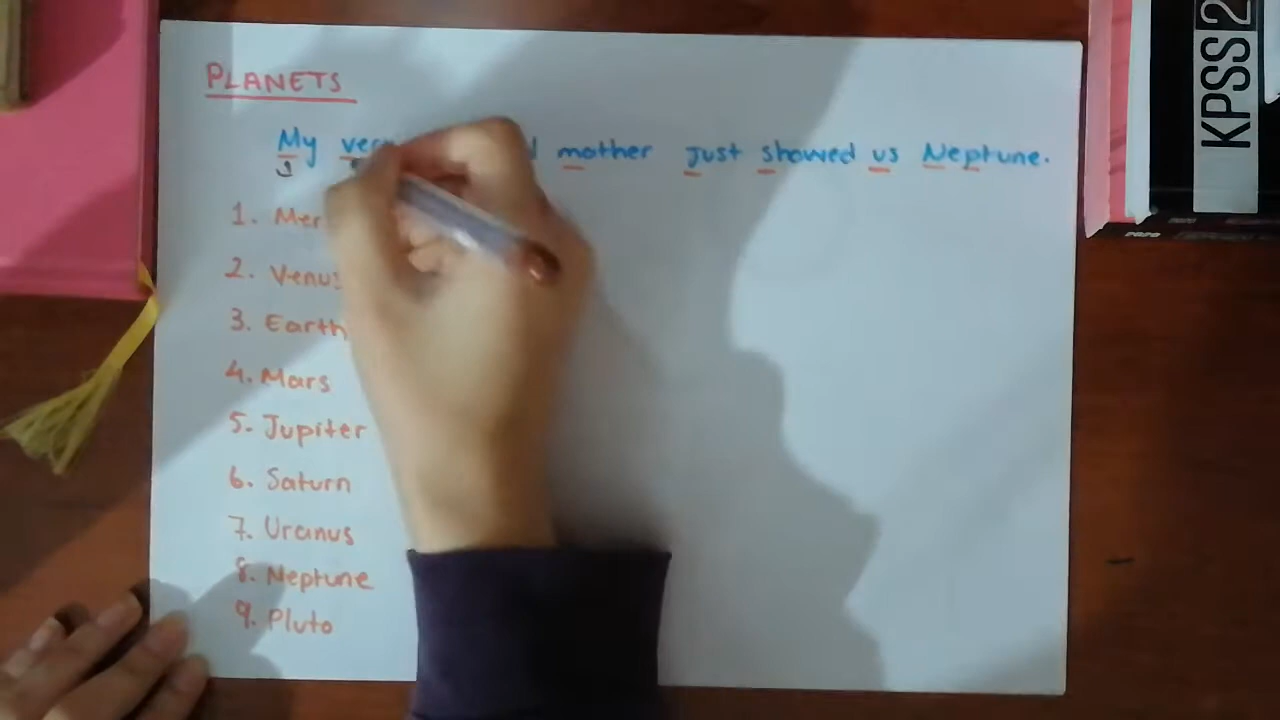 PLANETS
My mother just showed us Neptune.
1. Mer
2. Venus
3. Earth
4. Mars
5. Jupiter
6. Saturn
7. Uranus
8. Neptune
9. Pluto
KPSS2